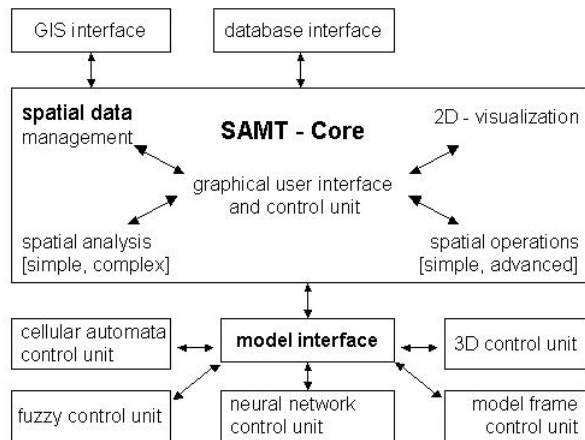 GIS interface
database interface
spatial data
management
SAMT - Core
2D - visualization
graphical user interface
and control unit
spatial analysis
[simple, complex]
spatial operations
[simple, advanced]
cellular automata
control unit
model interface
3D control unit
fuzzy control unit
neural network
control unit
model frame
control unit